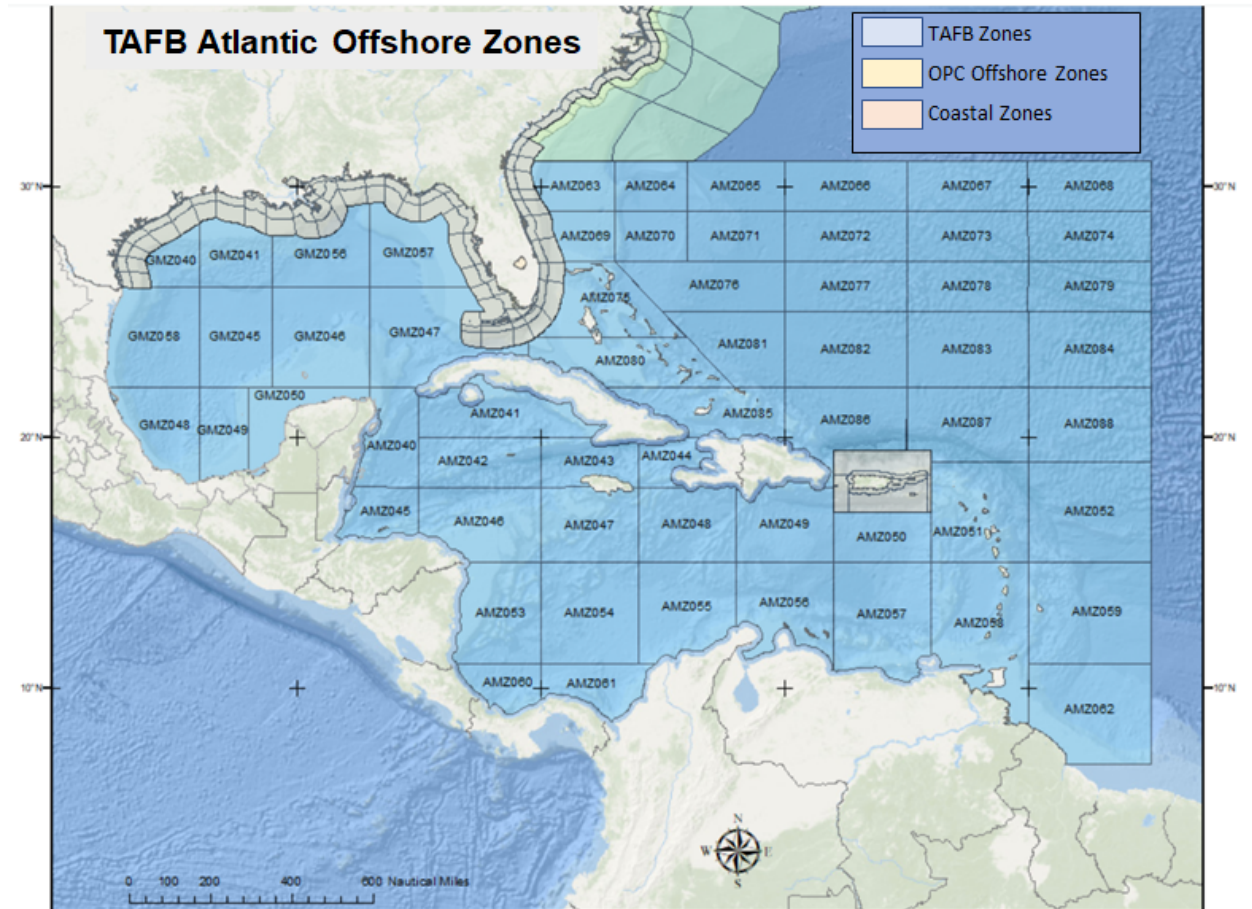 TAFB Atlantic Offshore Zones
TAFB Zones
OPC Offshore Zones
Coastal Zones
30°N
30°N
AMZ063 AMZ064 AMZ065 AMZ066 AMZ067 AMZ068
AMZ069 AMZ070 AMZ071 AMZ072 AMZ073 AMZ074
GMZ040 GMZ041 GMZ056 GMZ057
AMZ075 AMZ076 AMZ077 AMZ078 AMZ079
GMZ058 GMZ045 GMZ046 GMZ047
AMZ080 AMZ081 AMZ082 AMZ083 AMZ084
GMZ048 GMZ049 GMZ050
AMZ041 AMZ085 AMZ086 AMZ087 AMZ088
20°N
20°N
AMZ040 AMZ042 AMZ043 AMZ044
AMZ045 AMZ046 AMZ047 AMZ048 AMZ049 AMZ050 AMZ051 AMZ052
AMZ053 AMZ054 AMZ055 AMZ056 AMZ057 AMZ058 AMZ059
10°N
10°N
AMZ060 AMZ061 AMZ062
N
W E
S
0 100 200 400 600 Nautical Miles